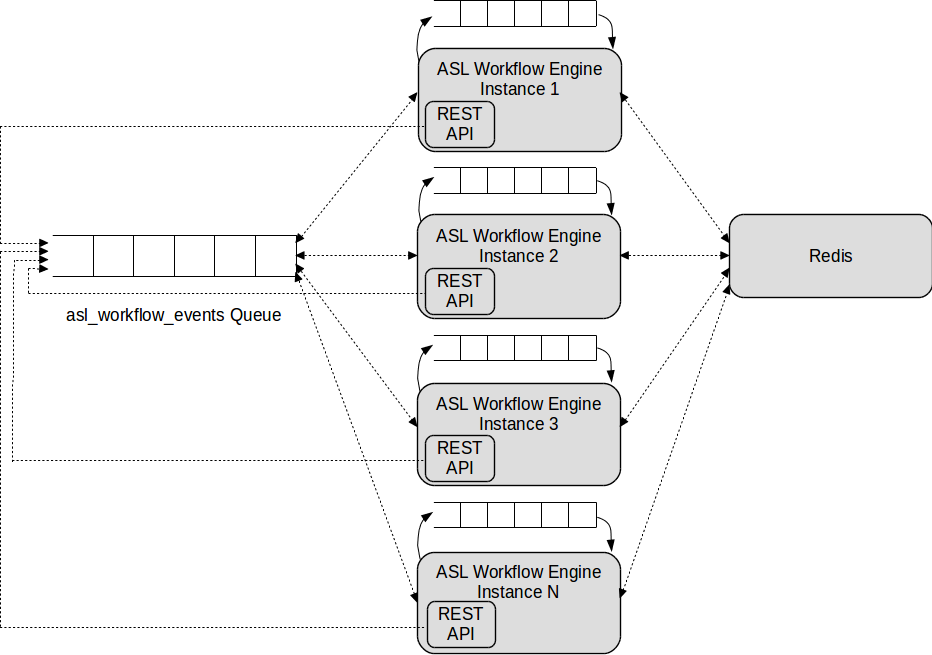 ASL Workflow Engine
Instance 1
REST
API
ASL Workflow Engine
Instance 2
REST
API
Redis
asl_workflow_events Queue
ASL Workflow Engine
Instance 3
REST
API
ASL Workflow Engine
Instance N
REST
API